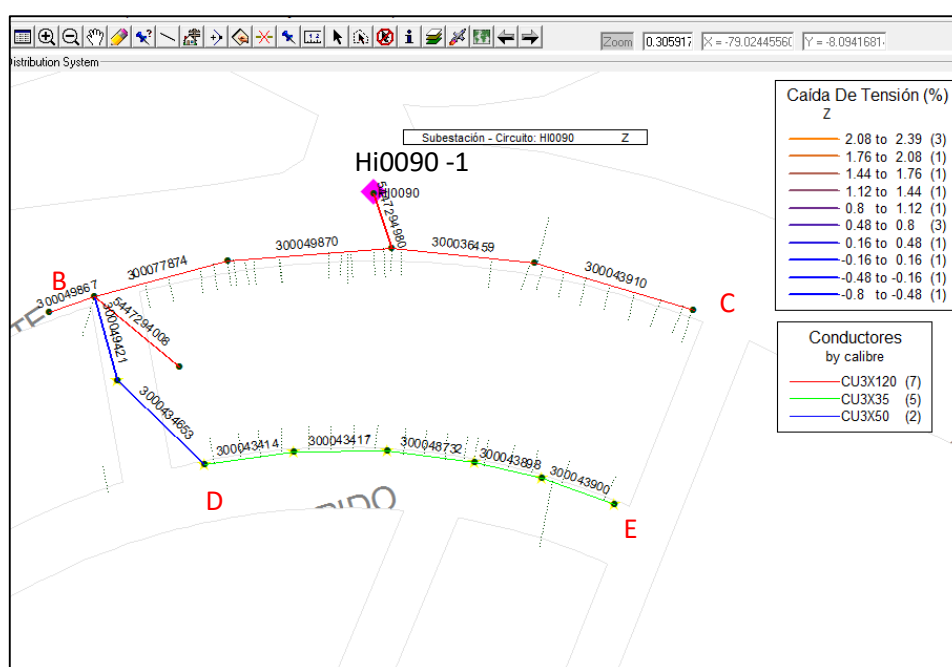 Zoom 0.305917 X = -79.02445560 Y = -8.0941681
istribution System
Subestación - Circuito: HI0090 Z
Hi0090 -1
HI0090
5447294980
300049870
300036459
300077874
300043910
B
300049867
C
5447294008
300049421
300434653
300043414
300043417
300048732
300043898
300043900
D
E
Caída De Tensión (%)
Z
2.08 to 2.39 (3)
1.76 to 2.08 (1)
1.44 to 1.76 (1)
1.12 to 1.44 (1)
0.8 to 1.12 (1)
0.48 to 0.8 (3)
0.16 to 0.48 (1)
-0.16 to 0.16 (1)
-0.48 to -0.16 (1)
-0.8 to -0.48 (1)
Conductores
by calibre
CU3X120 (7)
CU3X35 (5)
CU3X50 (2)